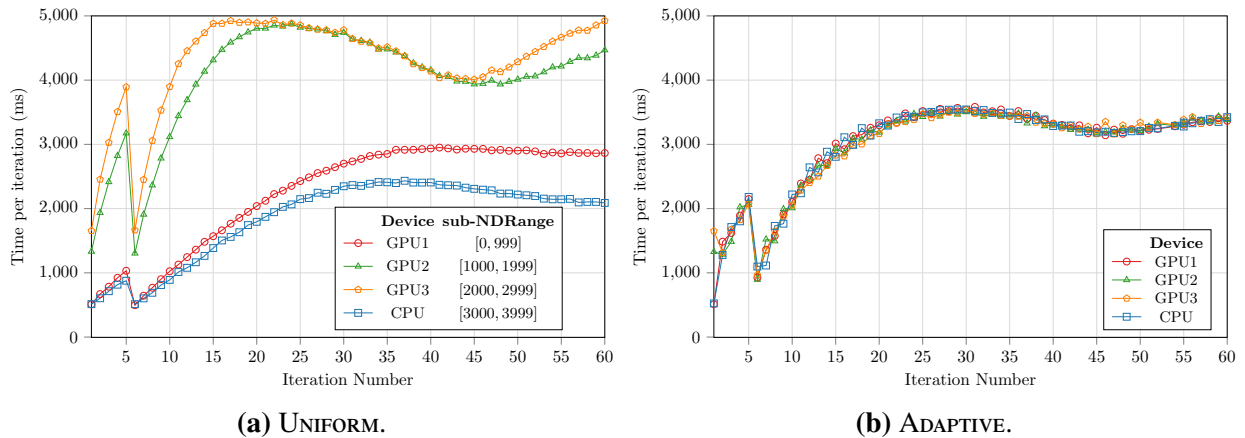 5,000
4,000
3,000
2,000
1,000
0
Time per iteration (ms)
Device sub-NDRange
GPU1 [0, 999]
GPU2 [1000, 1999]
GPU3 [2000, 2999]
CPU [3000, 3999]
5 10 15 20 25 30 35 40 45 50 55 60
Iteration Number
(a) UNIFORM.
5,000
4,000
3,000
2,000
1,000
0
Time per iteration (ms)
Device
GPU1
GPU2
GPU3
CPU
5 10 15 20 25 30 35 40 45 50 55 60
Iteration Number
(b) ADAPTIVE.